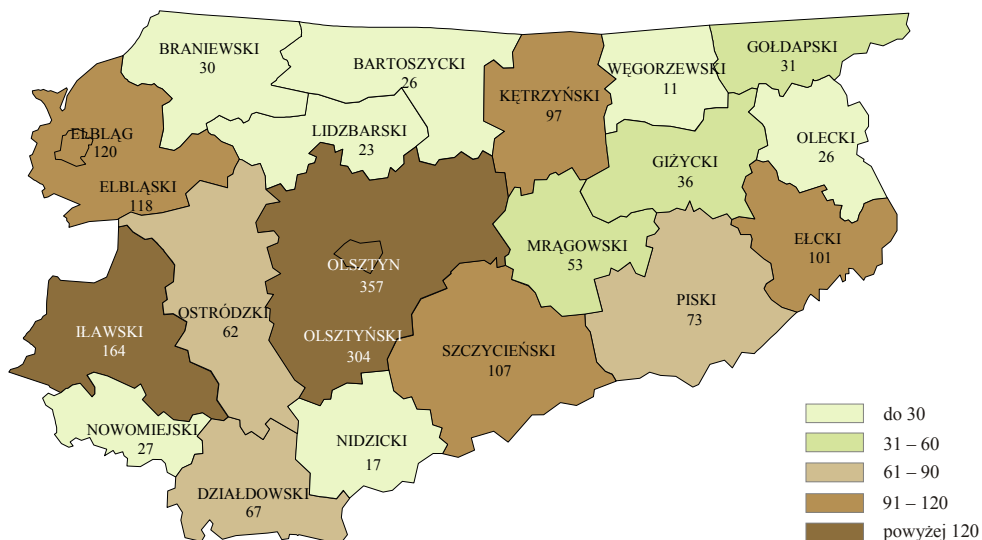 BRANIEWSKI
30
BARTOSZYCKI
26
GOŁDAPSKI
31
WĘGORZEWSKI
11
KĘTRZYŃSKI
97
ELBLĄG
120
LIDZBARSKI
23
OLECKI
26
GIŻYCKI
36
ELBLĄSKI
118
MRĄGOWSKI
53
EŁCKI
101
OLSZTYN
357
PISKI
73
OSTRÓDZKI
62
IŁAWSKI
164
OLSZTYŃSKI
304
SZCZYCIEŃSKI
107
NOWOMIEJSKI
27
NIDZICKI
17
DZIAŁDOWSKI
67
do 30
31 – 60
61 – 90
91 – 120
powyżej 120